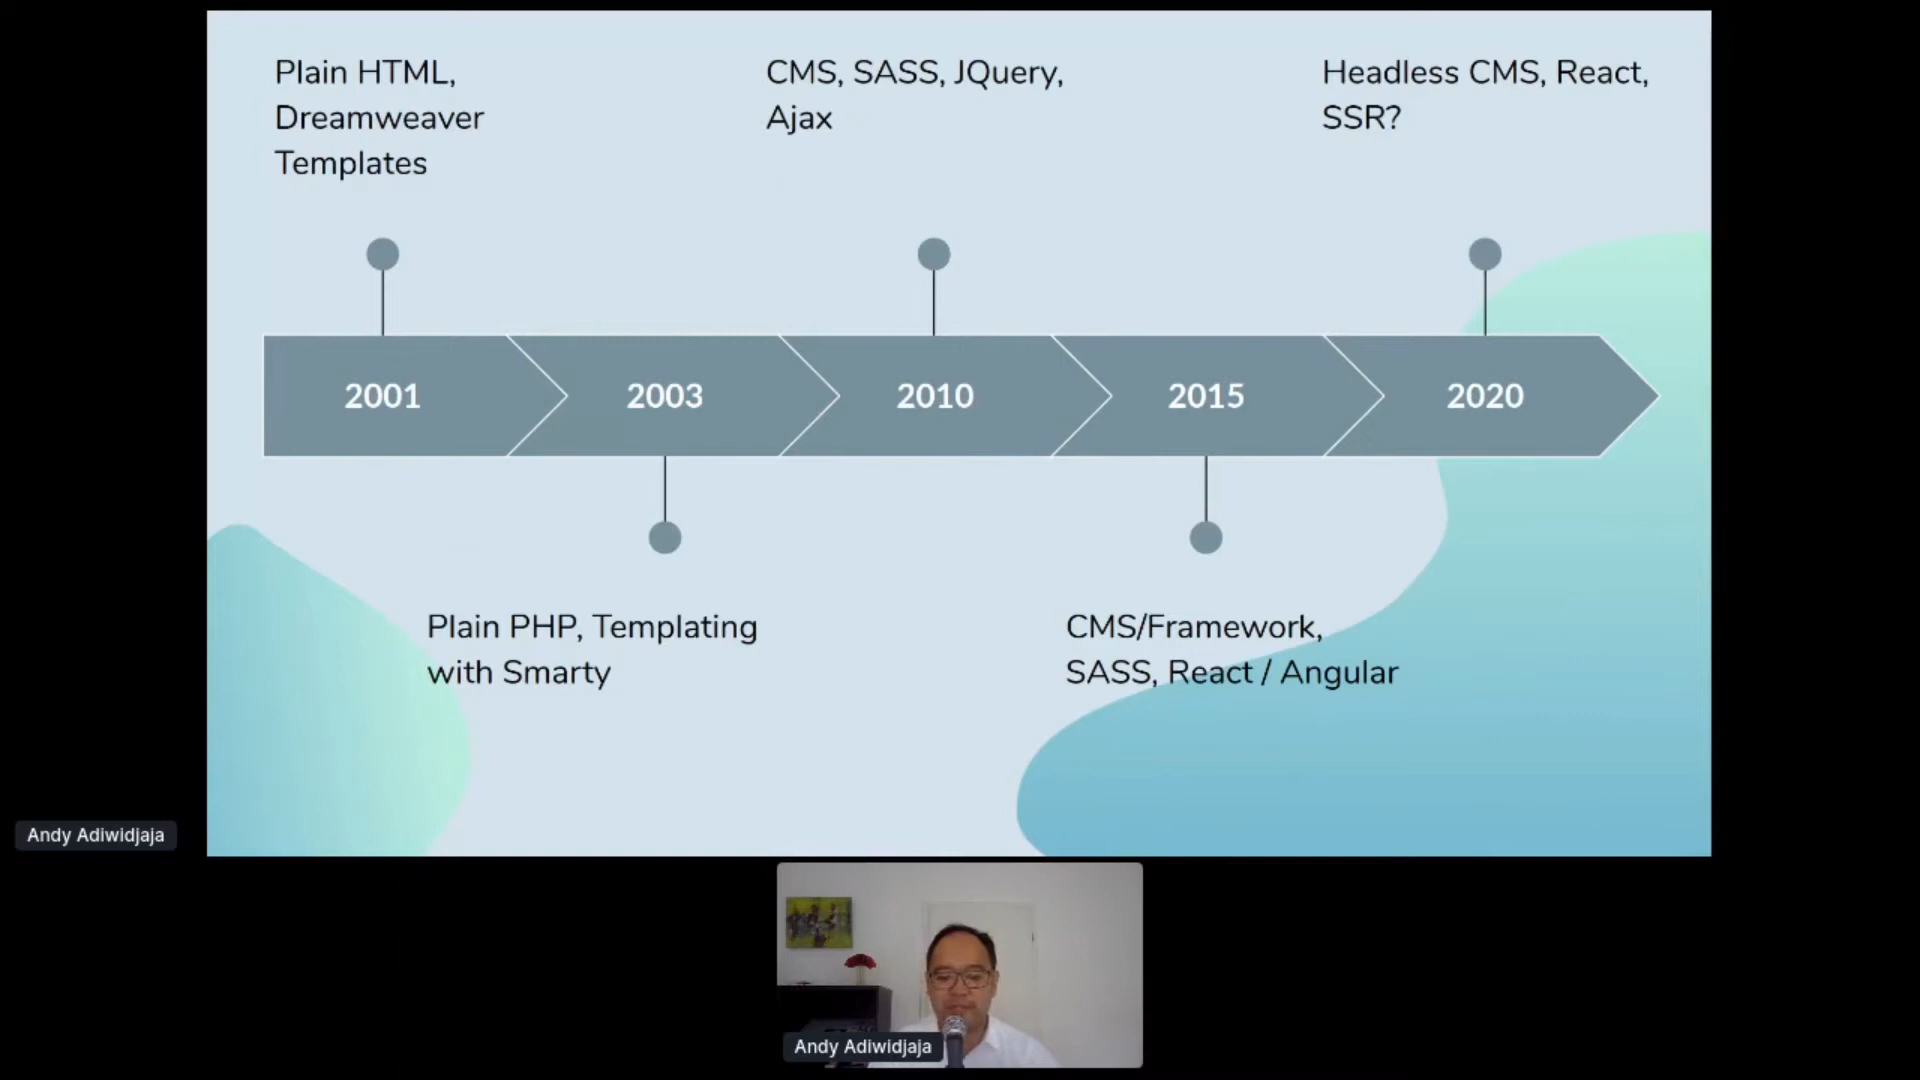 Plain HTML,
Dreamweaver
Templates
CMS, SASS, JQuery,
Ajax
Headless CMS, React,
SSR?
2001
2003
2010
2015
2020
Plain PHP, Templating
with Smarty
CMS/Framework,
SASS, React / Angular
Andy Adiwidjaja
Andy Adiwidjaja